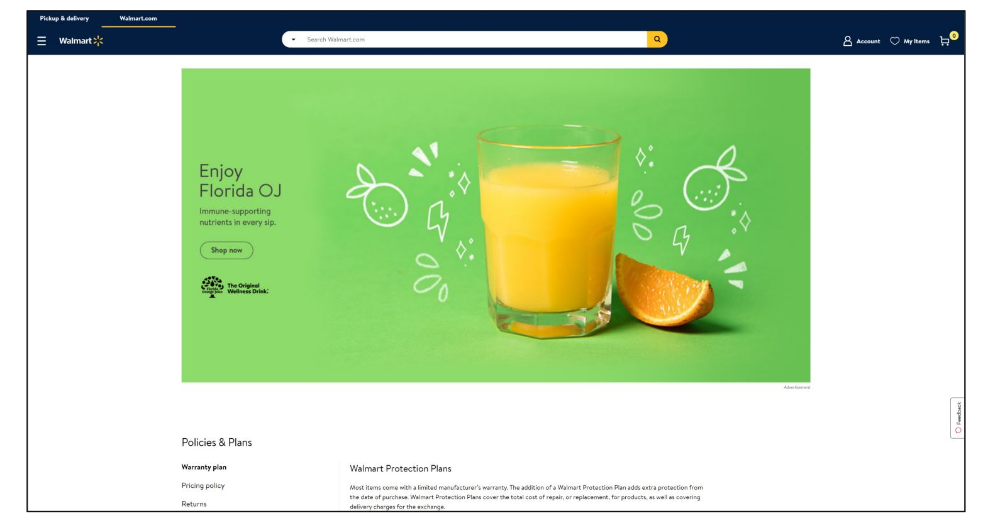 Pickup & delivery
Walmart.com
Walmart
Search Walmart.com
Account
My Items
0
Enjoy
Florida OJ
Immune-supporting
nutrients in every sip.
Shop now
Florida
Orange Juice
The Original
Wellness Drink.
Advertisement
Feedback
Policies & Plans
Warranty plan
Pricing policy
Returns
Walmart Protection Plans
Most items come with a limited manufacturer's warranty. The addition of a Walmart Protection Plan adds extra protection from
the date of purchase. Walmart Protection Plans cover the total cost of repair, or replacement, for products, as well as covering
delivery charges for the exchange.